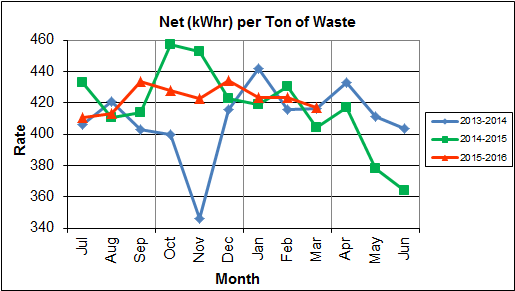 Net (kWhr) per Ton of Waste
460
440
420
400
380
360
340
Rate
Jul
Aug
Sep
Oct
Nov
Dec
Jan
Feb
Mar
Apr
May
Jun
Month
2013-2014
2014-2015
2015-2016